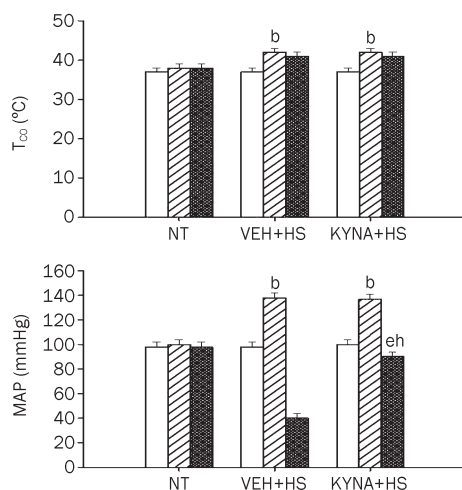 50
40
30
20
10
0
T_CO (°C)
b
b
NT
VEH+HS
KYNA+HS
160
140
120
100
80
60
40
20
0
MAP (mmHg)
b
b
eh
NT
VEH+HS
KYNA+HS